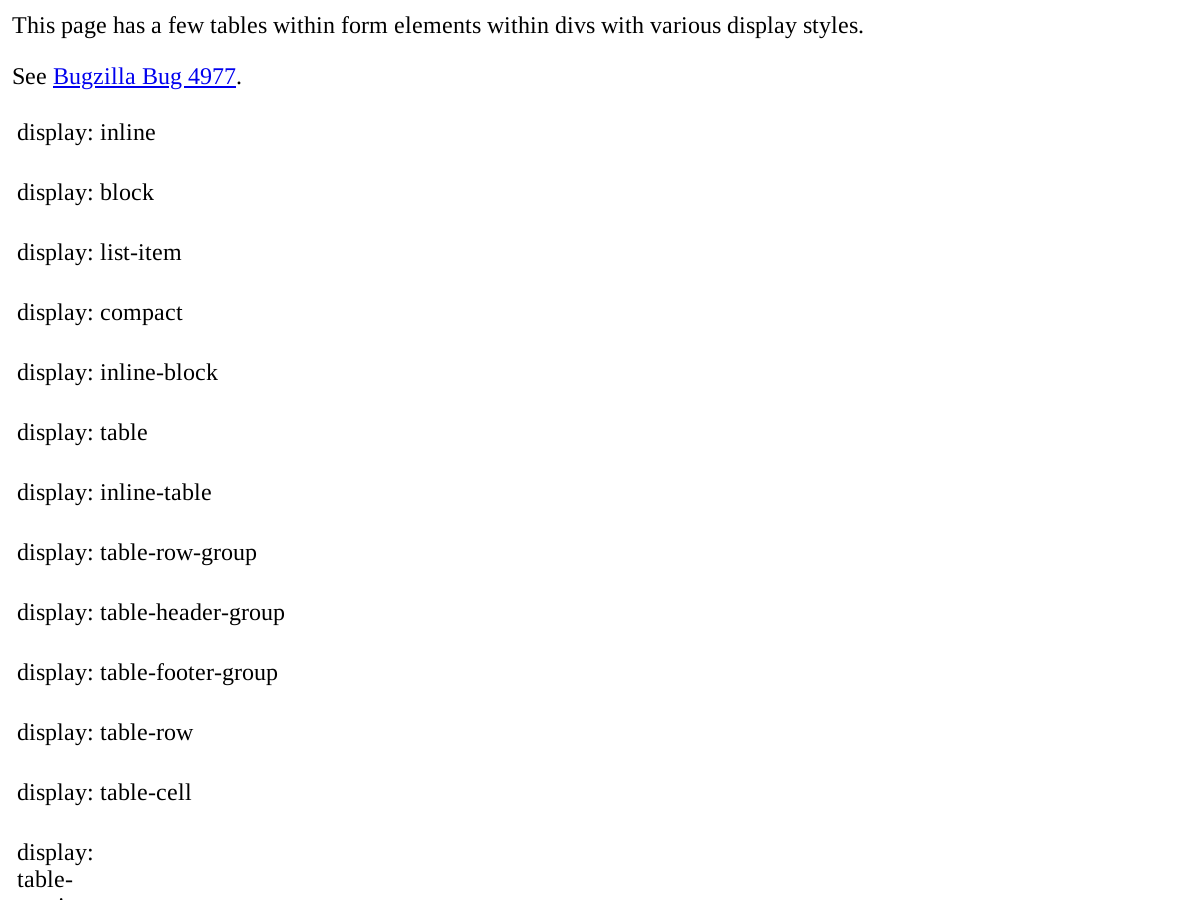 This page has a few tables within form elements within divs with various display styles.
See Bugzilla Bug 4977.
display: inline
display: block
display: list-item
display: compact
display: inline-block
display: table
display: inline-table
display: table-row-group
display: table-header-group
display: table-footer-group
display: table-row
display: table-cell
display:
table-